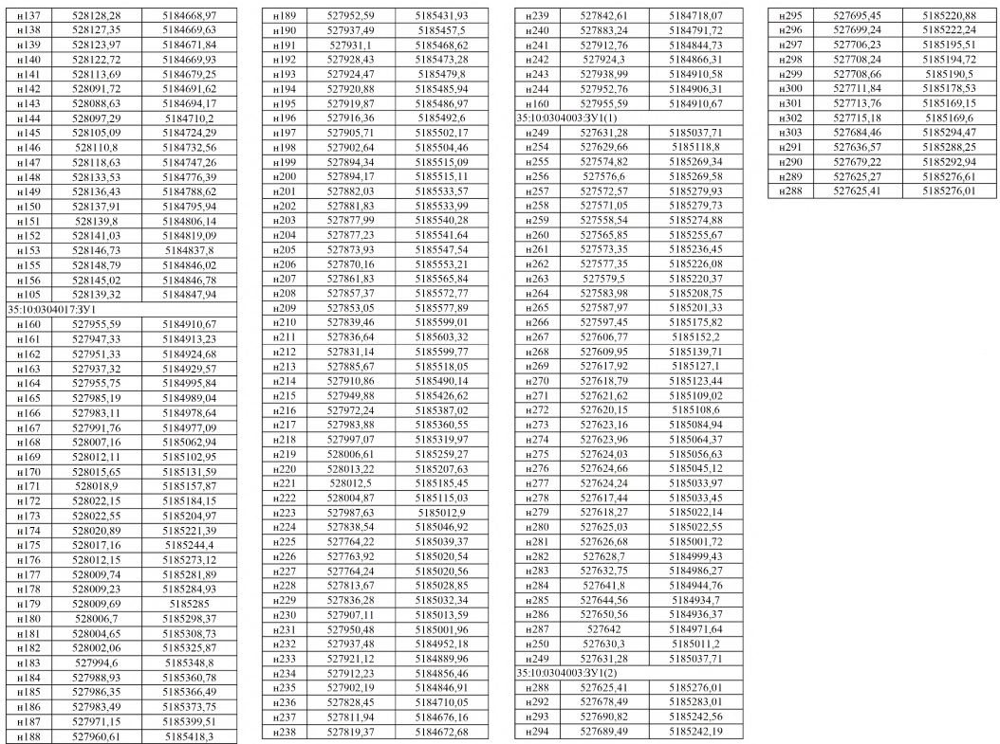 н137 528128,28 5184668,97
н138 528127,35 5184669,63
н139 528123,97 5184671,84
н140 528122,72 5184669,93
н141 528113,69 5184679,25
н142 528091,72 5184691,62
н143 528088,63 5184694,17
н144 528097,29 5184710,2
н145 528105,09 5184724,29
н146 528110,8 5184732,56
н147 528118,63 5184747,26
н148 528133,53 5184776,39
н149 528136,43 5184788,62
н150 528137,91 5184795,94
н151 528139,8 5184806,14
н152 528141,03 5184819,09
н153 528146,73 5184837,8
н155 528148,79 5184846,02
н156 528145,02 5184846,78
н105 528139,32 5184847,94
35:10:0304017:ЗУ1
н160 527955,59 5184910,67
н161 527947,33 5184913,23
н162 527951,33 5184924,68
н163 527937,32 5184929,57
н164 527955,75 5184995,84
н165 527985,19 5184989,04
н166 527983,11 5184978,64
н167 527991,76 5184977,09
н168 528007,16 5185062,94
н169 528012,11 5185102,95
н170 528015,65 5185131,59
н171 528018,9 5185157,87
н172 528022,15 5185184,15
н173 528022,55 5185204,97
н174 528020,89 5185221,39
н175 528017,16 5185244,4
н176 528012,15 5185273,12
н177 528009,74 5185281,89
н178 528009,23 5185284,93
н179 528009,69 5185285
н180 528006,7 5185298,37
н181 528004,65 5185308,73
н182 528002,06 5185325,87
н183 527994,6 5185348,8
н184 527988,93 5185360,78
н185 527986,35 5185366,49
н186 527983,49 5185373,75
н187 527971,15 5185399,51
н188 527960,61 5185418,3
н189 527952,59 5185431,93
н190 527937,49 5185457,5
н191 527931,1 5185468,62
н192 527928,43 5185473,28
н193 527924,47 5185479,8
н194 527920,88 5185485,94
н195 527919,87 5185486,97
н196 527916,36 5185492,6
н197 527905,71 5185502,17
н198 527902,64 5185504,46
н199 527894,34 5185515,09
н200 527894,17 5185515,11
н201 527882,03 5185533,57
н202 527881,83 5185533,99
н203 527877,99 5185540,28
н204 527877,23 5185541,64
н205 527873,93 5185547,54
н206 527870,16 5185553,21
н207 527861,83 5185565,84
н208 527857,37 5185572,77
н209 527853,05 5185577,89
н210 527839,46 5185599,01
н211 527836,64 5185603,32
н212 527831,14 5185599,77
н213 527885,67 5185518,05
н214 527910,86 5185490,14
н215 527949,88 5185426,62
н216 527972,24 5185387,02
н217 527983,88 5185360,55
н218 527997,07 5185319,97
н219 528006,61 5185259,27
н220 528013,22 5185207,63
н221 528012,5 5185185,45
н222 528004,87 5185115,03
н223 527987,63 5185012,9
н224 527838,54 5185046,92
н225 527764,22 5185039,37
н226 527763,92 5185020,54
н227 527764,24 5185020,56
н228 527813,67 5185028,85
н229 527836,28 5185032,34
н230 527907,11 5185013,59
н231 527950,48 5185001,96
н232 527937,48 5184952,18
н233 527921,12 5184889,96
н234 527912,23 5184856,46
н235 527902,19 5184846,91
н236 527828,45 5184710,05
н237 527811,94 5184676,16
н238 527819,37 5184672,68
н239 527842,61 5184718,07
н240 527883,24 5184791,72
н241 527912,76 5184844,73
н242 527924,3 5184866,31
н243 527938,99 5184910,58
н244 527952,76 5184906,31
н160 527955,59 5184910,67
35:10:0304003:ЗУ1(1)
н249 527631,28 5185037,71
н254 527629,66 5185118,8
н255 527574,82 5185269,34
н256 527576,6 5185269,58
н257 527572,57 5185279,93
н258 527571,05 5185279,73
н259 527558,54 5185274,88
н260 527565,85 5185255,67
н261 527573,35 5185236,45
н262 527577,35 5185226,08
н263 527579,5 5185220,37
н264 527583,98 5185208,75
н265 527587,97 5185201,33
н266 527597,45 5185175,82
н267 527606,77 5185152,2
н268 527609,95 5185139,71
н269 527617,92 5185127,1
н270 527618,79 5185123,44
н271 527621,62 5185109,02
н272 527620,15 5185108,6
н273 527623,16 5185084,94
н274 527623,96 5185064,37
н275 527624,03 5185056,63
н276 527624,66 5185045,12
н277 527624,24 5185033,97
н278 527617,44 5185033,45
н279 527618,27 5185022,14
н280 527625,03 5185022,55
н281 527626,68 5185001,72
н282 527628,7 5184999,43
н283 527632,75 5184986,27
н284 527641,8 5184944,76
н285 527644,56 5184934,7
н286 527650,56 5184936,37
н287 527642 5184971,64
н250 527630,3 5185011,2
н249 527631,28 5185037,71
35:10:0304003:ЗУ1(2)
н288 527625,41 5185276,01
н292 527678,49 5185283,01
н293 527690,82 5185242,56
н294 527689,49 5185242,19
н295 527695,45 5185220,88
н296 527699,24 5185222,24
н297 527706,23 5185195,51
н298 527708,24 5185194,72
н299 527708,66 5185190,5
н300 527711,84 5185178,53
н301 527713,76 5185169,15
н302 527715,18 5185169,6
н303 527684,46 5185294,47
н291 527636,57 5185288,25
н290 527679,22 5185292,94
н289 527625,27 5185276,61
н288 527625,41 5185276,01